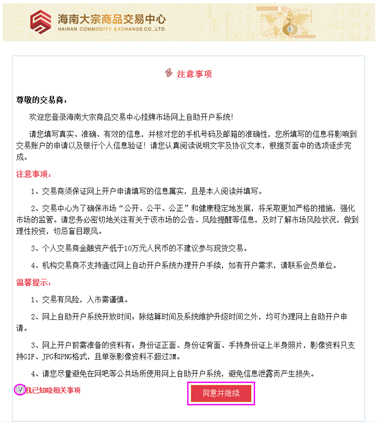 海南大宗商品交易中心
HAINAN COMMODITY EXCHANGE CO.,LTD.
注意事项
尊敬的交易商：
欢迎您登录海南大宗商品交易中心挂牌市场网上自助开户系统!
请您填写真实、准确、有效的信息，并核对您的手机号码及邮箱的准确性，您所填写的信息将影响到
交易账户的申请以及银行个人信息验证! 请您认真阅读说明文字及协议文本，根据页面中的选项逐步完
成。
注意事项：
1、交易商须保证网上开户申请填写的信息属实，且是本人阅读并填写。
2、交易中心为了确保市场“公开、公平、公正”和健康稳定地发展，将采取更加严格的措施，强化
市场的监管，请您务必密切地关注有关于该市场的公告、风险提醒等信息，及时了解市场风险状况，做到
理性投资，切忌盲目跟风。
3、个人交易商金融资产低于10万元人民币的不建议参与现货交易。
4、机构交易商不支持通过网上自动开户系统办理开户手续，如有开户需求，请联系会员单位。
温馨提示：
1、交易有风险，入市需谨慎。
2、网上自助开户系统开放时间：除结算时间及系统维护升级时间之外，均可办理网上自助开户申
请。
3、网上开户前需准备的资料有：身份证正面、身份证背面、手持身份证上半身照片，影像资料只支
持GIF、JPG和PNG格式，且单张影像资料不超过3M。
4、请您尽量避免在网吧等公共场所使用网上自助开户系统，避免信息泄露而产生损失。
我已知晓相关事项
同意并继续